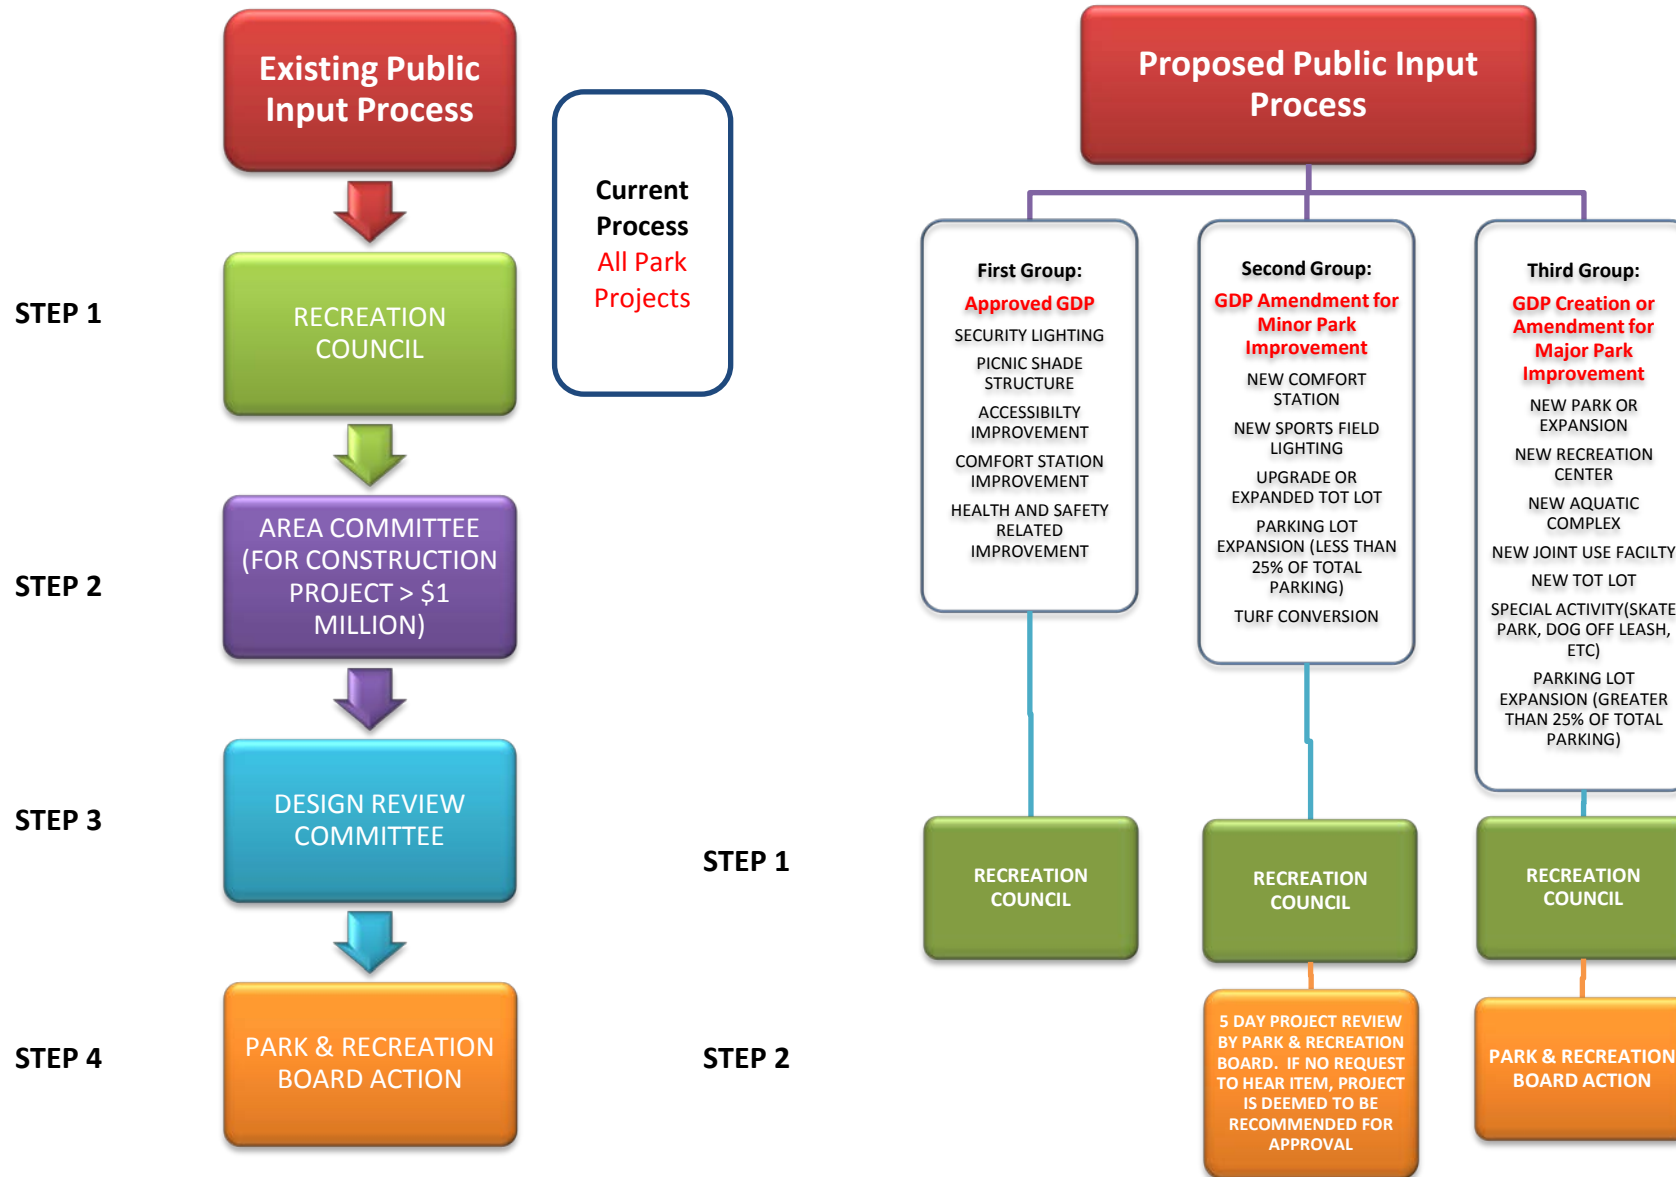 Existing Public
Input Process
Current
Process
All Park
Projects
STEP 1
RECREATION
COUNCIL
STEP 2
AREA COMMITTEE
(FOR CONSTRUCTION
PROJECT > $1
MILLION)
STEP 3
DESIGN REVIEW
COMMITTEE
STEP 4
PARK & RECREATION
BOARD ACTION
Proposed Public Input
Process
First Group:
Approved GDP
SECURITY LIGHTING
PICNIC SHADE
STRUCTURE
ACCESSIBILTY
IMPROVEMENT
COMFORT STATION
IMPROVEMENT
HEALTH AND SAFETY
RELATED
IMPROVEMENT
Second Group:
GDP Amendment for
Minor Park
Improvement
NEW COMFORT
STATION
NEW SPORTS FIELD
LIGHTING
UPGRADE OR
EXPANDED TOT LOT
PARKING LOT
EXPANSION (LESS THAN
25% OF TOTAL
PARKING)
TURF CONVERSION
Third Group:
GDP Creation or
Amendment for
Major Park
Improvement
NEW PARK OR
EXPANSION
NEW RECREATION
CENTER
NEW AQUATIC
COMPLEX
NEW JOINT USE FACILTY
NEW TOT LOT
SPECIAL ACTIVITY(SKATE
PARK, DOG OFF LEASH,
ETC)
PARKING LOT
EXPANSION (GREATER
THAN 25% OF TOTAL
PARKING)
STEP 1
RECREATION
COUNCIL
RECREATION
COUNCIL
RECREATION
COUNCIL
STEP 2
5 DAY PROJECT REVIEW
BY PARK & RECREATION
BOARD. IF NO REQUEST
TO HEAR ITEM, PROJECT
IS DEEMED TO BE
RECOMMENDED FOR
APPROVAL
PARK & RECREATION
BOARD ACTION